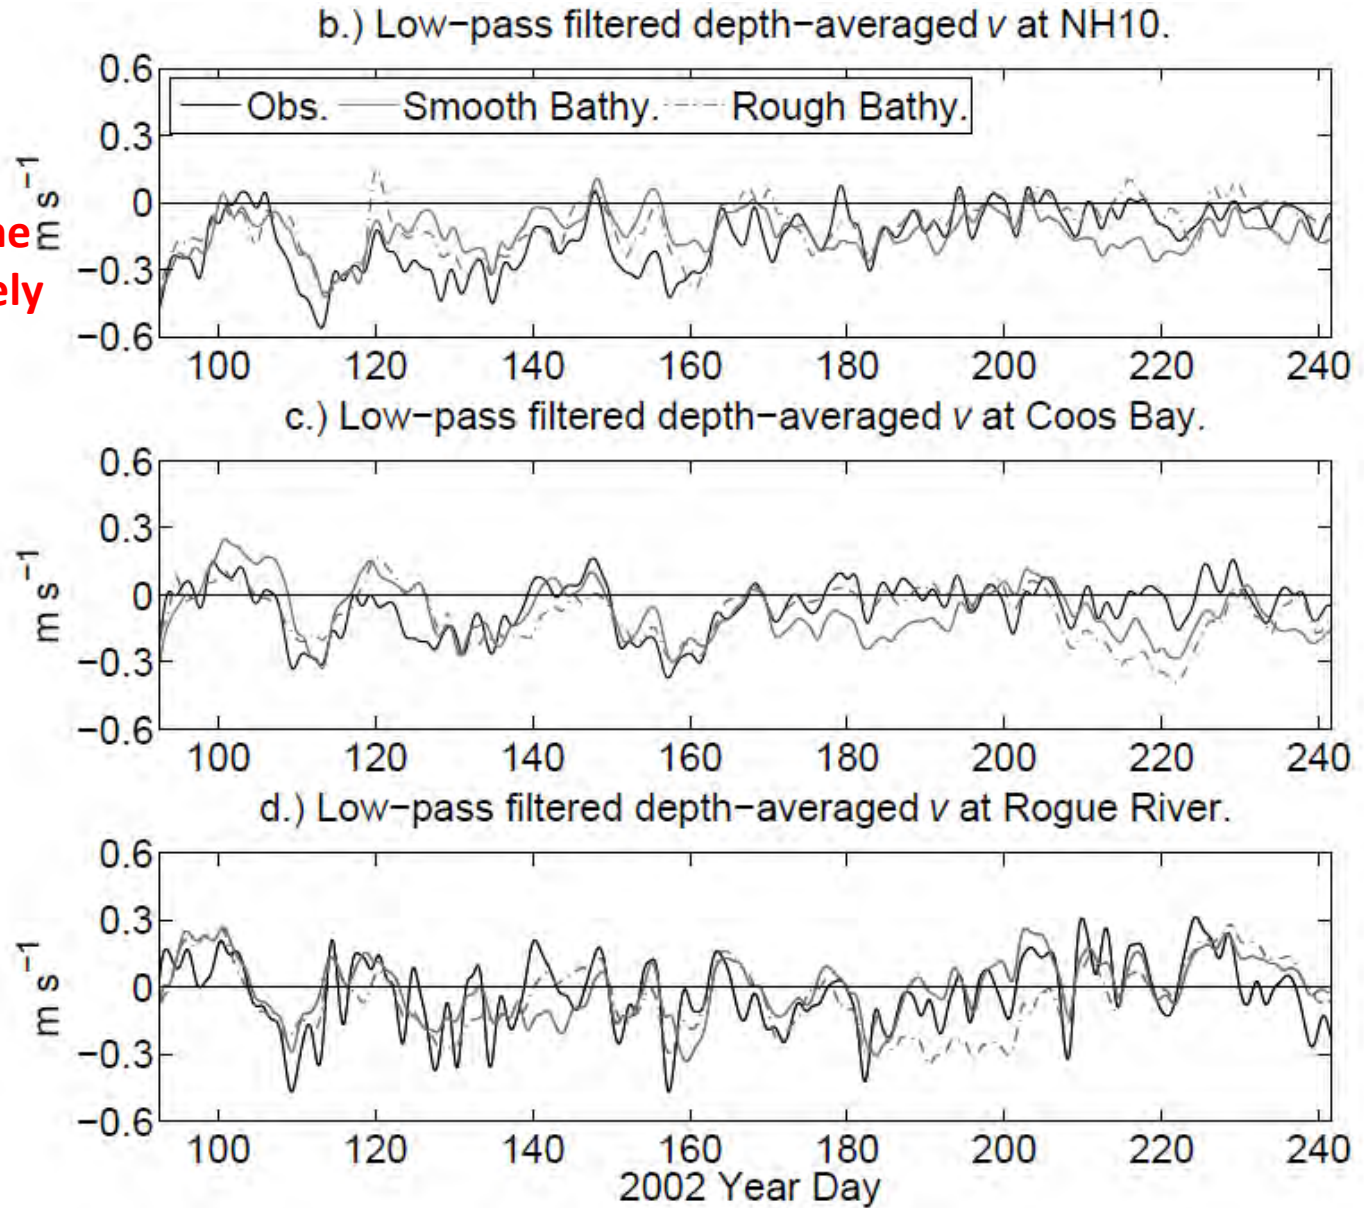 b.) Low−pass filtered depth−averaged v at NH10.
0.6
Obs. Smooth Bathy. Rough Bathy.
0.3
0
−0.3
−0.6
m s−1
ne
ely
100 120 140 160 180 200 220 240
c.) Low−pass filtered depth−averaged v at Coos Bay.
0.6
0.3
0
−0.3
−0.6
m s−1
100 120 140 160 180 200 220 240
d.) Low−pass filtered depth−averaged v at Rogue River.
0.6
0.3
0
−0.3
−0.6
m s−1
100 120 140 160 180 200 220 240
2002 Year Day